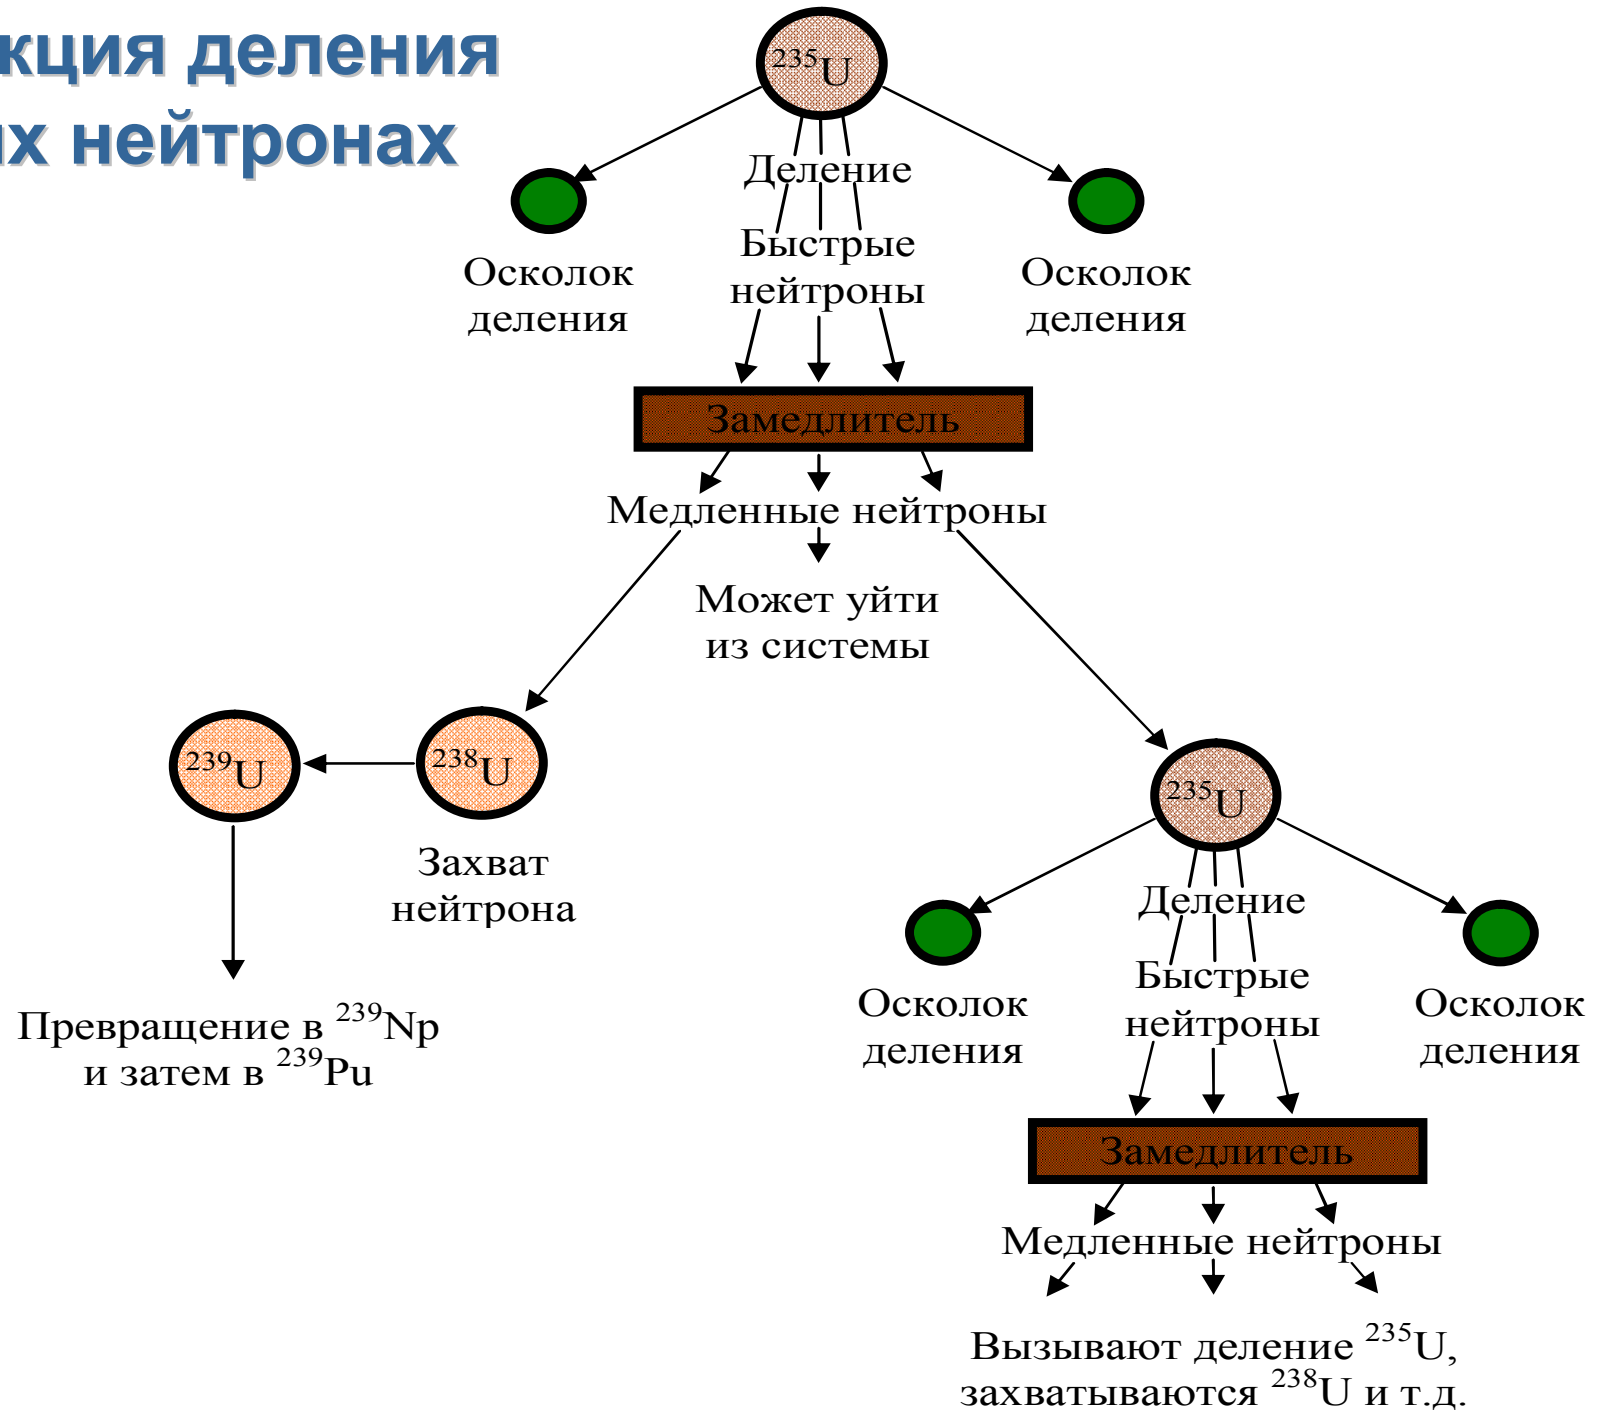 кция деления
их нейтронах
²³⁵U
Деление
Быстрые
нейтроны
Осколок
деления
Осколок
деления
Замедлитель
Медленные нейтроны
Может уйти
из системы
²³⁹U
²³⁸U
Захват
нейтрона
Превращение в ²³⁹Np
и затем в ²³⁹Pu
²³⁵U
Деление
Быстрые
нейтроны
Осколок
деления
Осколок
деления
Замедлитель
Медленные нейтроны
Вызывают деление ²³⁵U,
захватываются ²³⁸U и т.д.